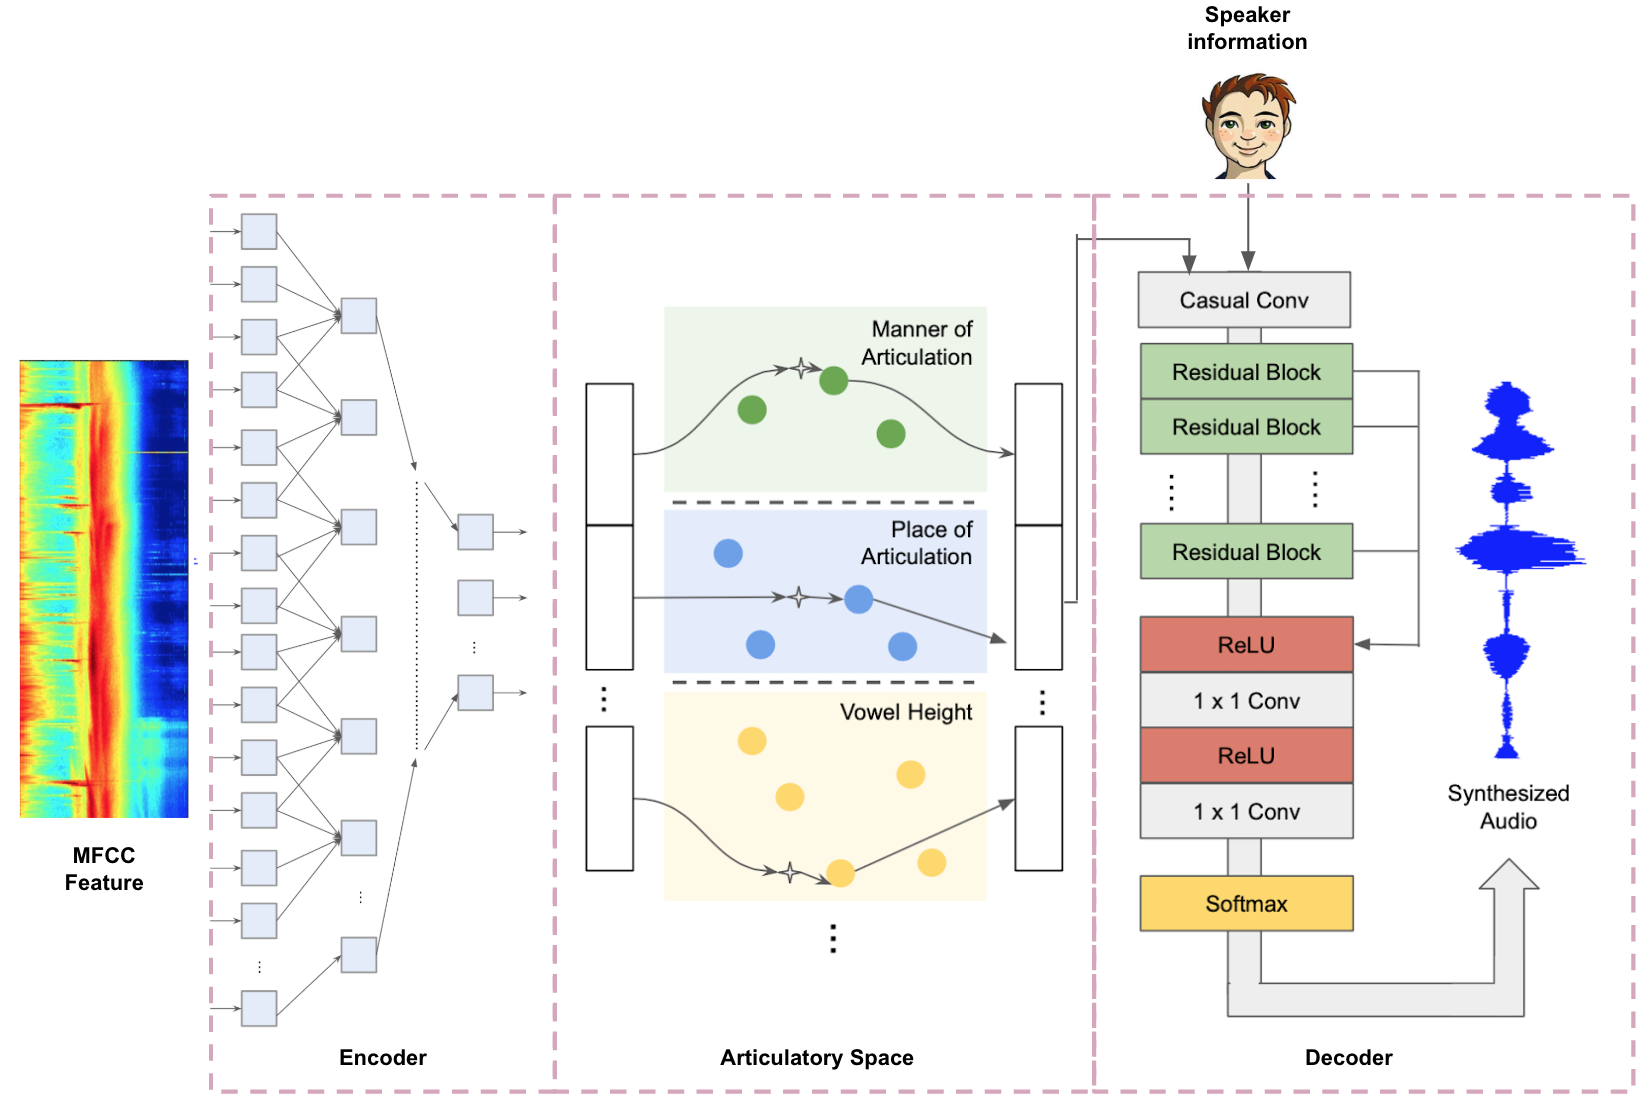 Speaker
information
MFCC
Feature
Encoder
Manner of
Articulation
Place of
Articulation
Vowel Height
Articulatory Space
Casual Conv
Residual Block
Residual Block
Residual Block
ReLU
1 x 1 Conv
ReLU
1 x 1 Conv
Softmax
Decoder
Synthesized
Audio